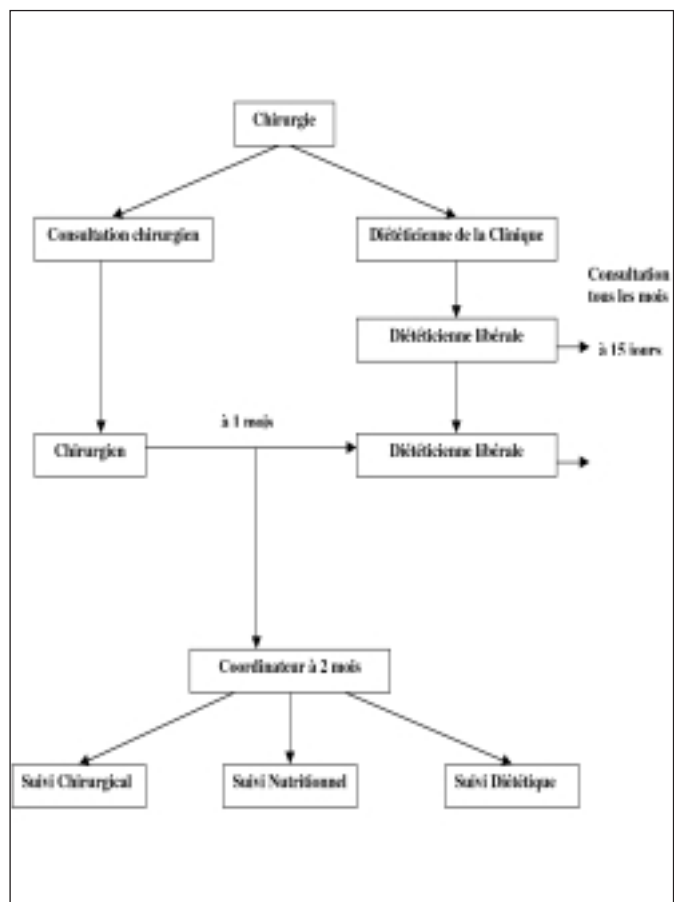 Chirurgie
Consultation chirurgien
Diététicienne de la Clinique
Consultation
tous les mois
Diététicienne libérale
à 15 jours
à 1 mois
Chirurgien
Diététicienne libérale
Coordinateur à 2 mois
Suivi Chirurgical
Suivi Nutritionnel
Suivi Diététique